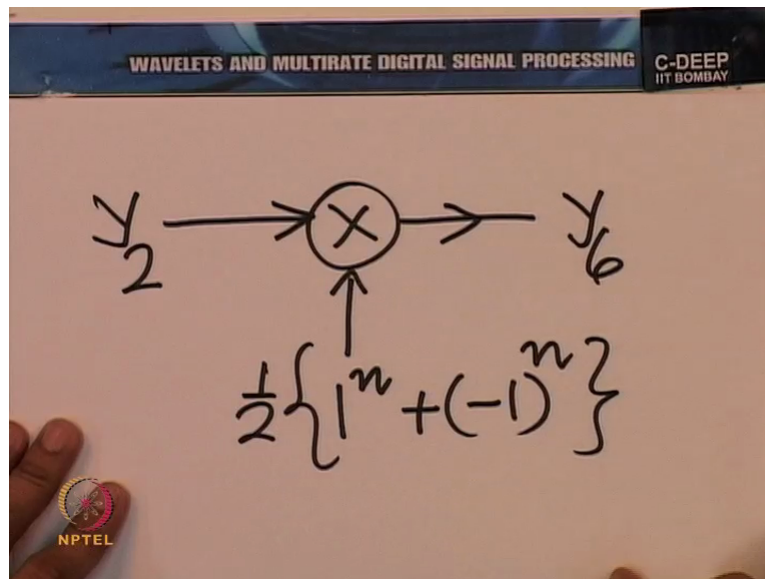 WAVELETS AND MULTIRATE DIGITAL SIGNAL PROCESSING
C-DEEP
IIT BOMBAY
y₂ → X → y₆
½{1ⁿ+(-1)ⁿ}
NPTEL